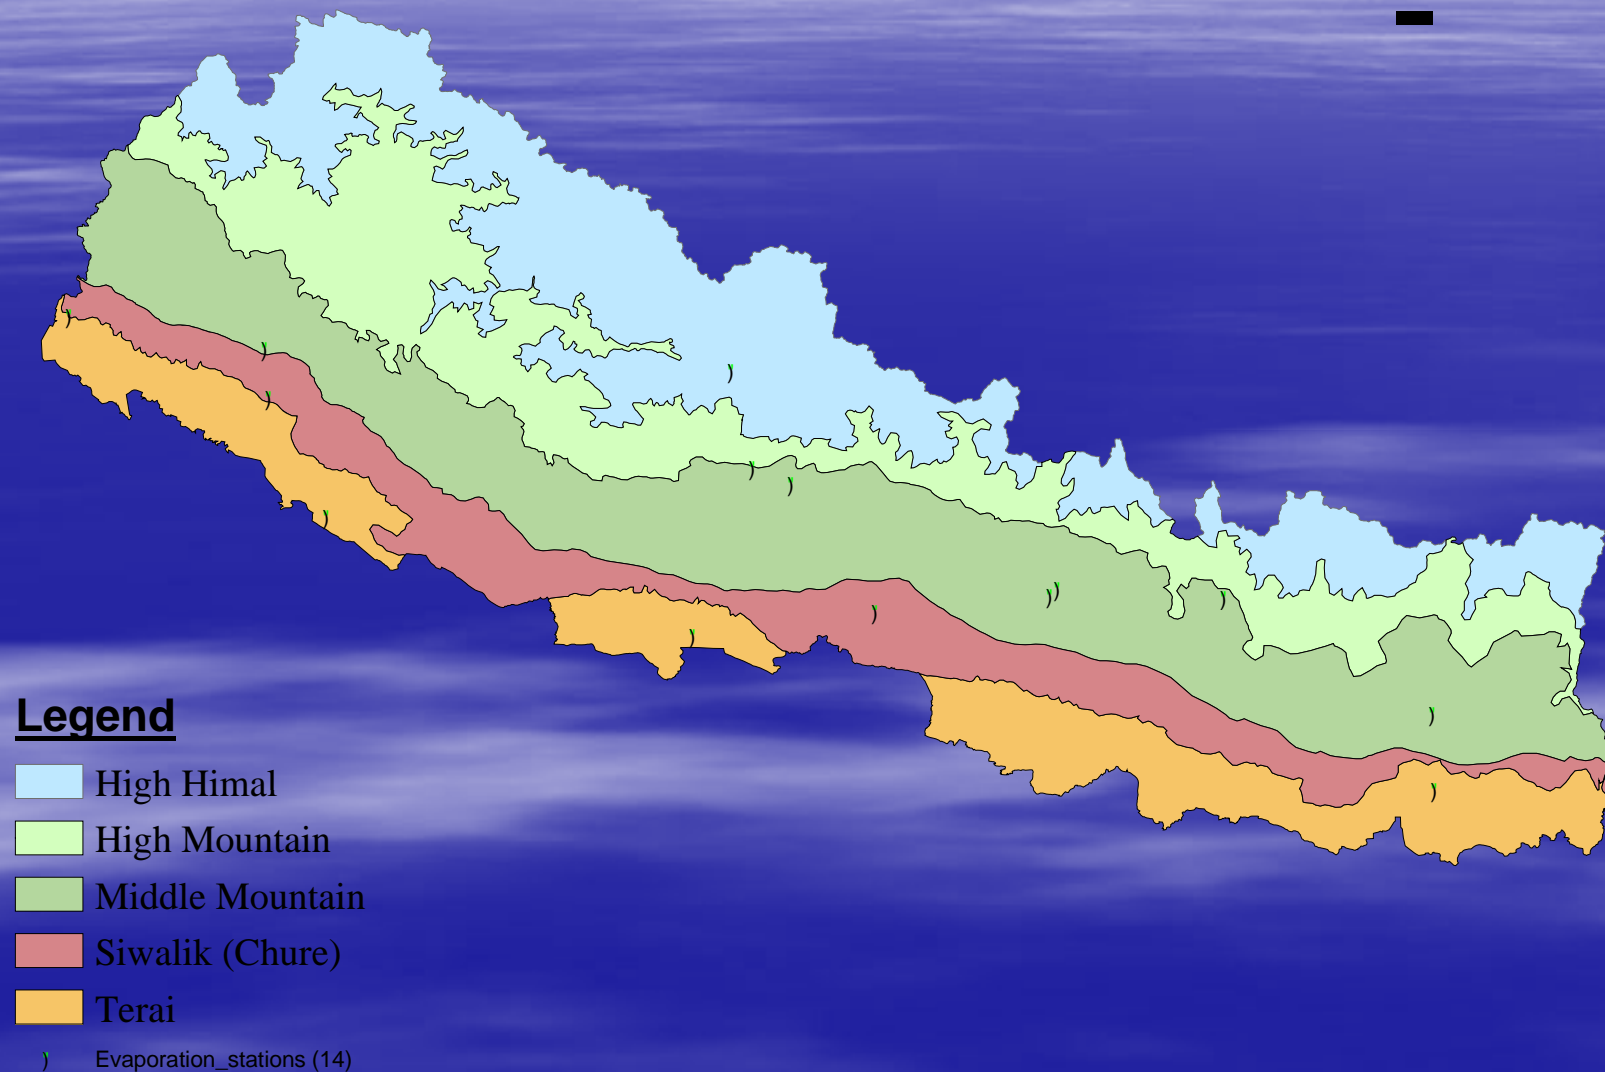 Legend
High Himal
High Mountain
Middle Mountain
Siwalik (Chure)
Terai
Evaporation_stations (14)